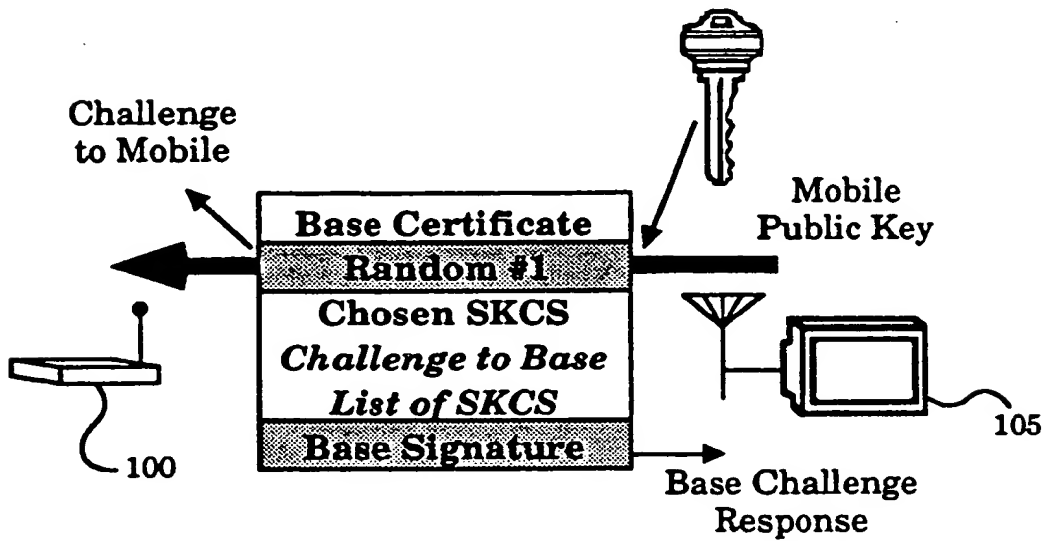 Challenge
to Mobile
Mobile
Public Key
Base Certificate
Random #1
Chosen SKCS
Challenge to Base
List of SKCS
Base Signature
100
105
Base Challenge
Response